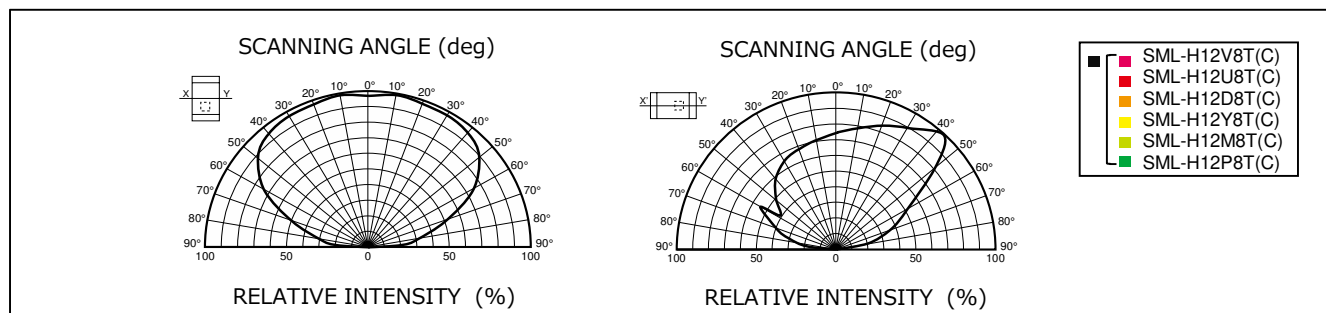 SCANNING ANGLE (deg)
X Y
90° 80° 70° 60° 50° 40° 30° 20° 10° 0° 10° 20° 30° 40° 50° 60° 70° 80° 90°
100 50 0 50 100
RELATIVE INTENSITY (%)
SCANNING ANGLE (deg)
X' Y'
90° 80° 70° 60° 50° 40° 30° 20° 10° 0° 10° 20° 30° 40° 50° 60° 70° 80° 90°
100 50 0 50 100
RELATIVE INTENSITY (%)
SML-H12V8T(C)
SML-H12U8T(C)
SML-H12D8T(C)
SML-H12Y8T(C)
SML-H12M8T(C)
SML-H12P8T(C)